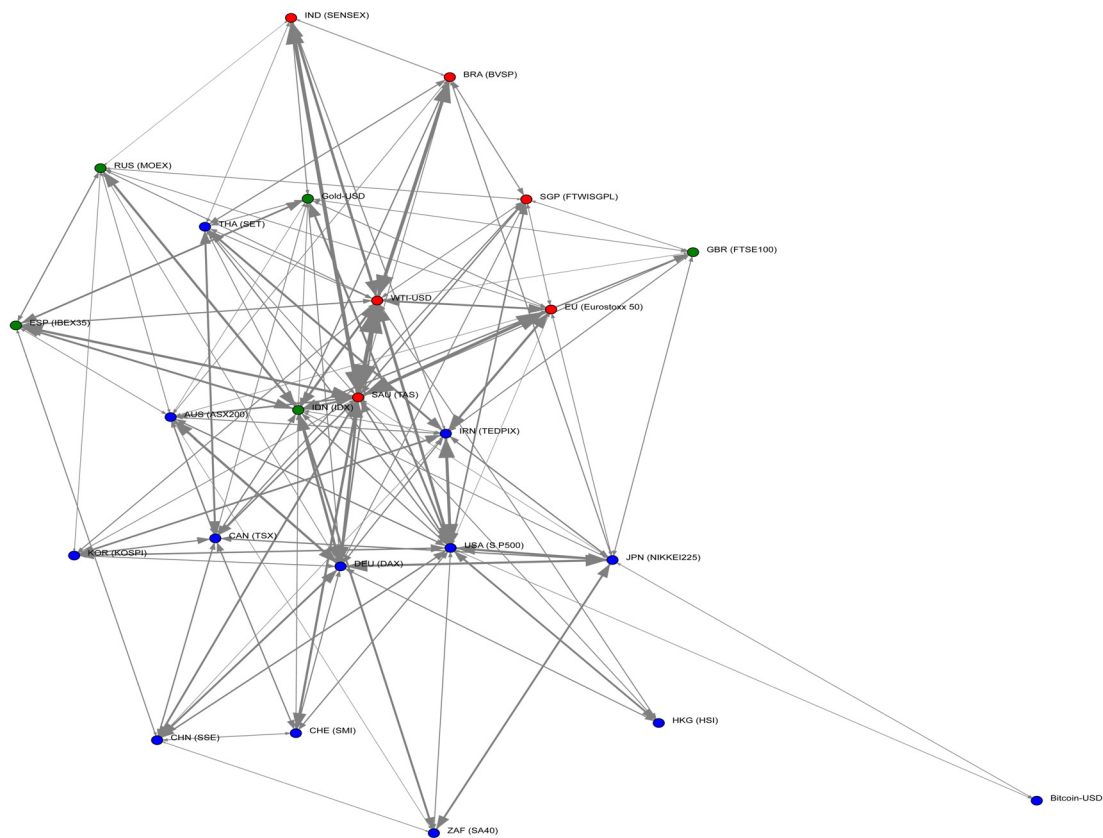 IND (SENSEX)
BRA (BVSP)
RUS (MOEX)
Gold-USD
SGP (FTWISGPL)
THA (SET)
GBR (FTSE100)
WTI-USD
EU (Eurostoxx 50)
ESP (IBEX35)
SAU (TAS)
IDN (IDX)
AUS (ASX200)
IRN (TEDPIX)
CAN (TSX)
USA (S.P500)
KOR (KOSPI)
JPN (NIKKEI225)
DEU (DAX)
HKG (HSI)
CHE (SMI)
CHN (SSE)
Bitcoin-USD
ZAF (SA40)